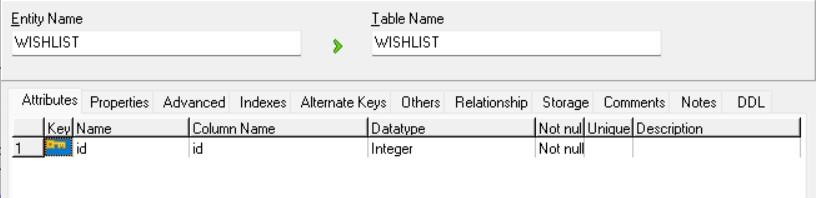 Entity Name Table Name
WISHLIST WISHLIST
Attributes Properties Advanced Indexes Alternate Keys Others Relationship Storage Comments Notes DDL
Key Name Column Name Datatype Not nul Unique Description
1 id id Integer Not null